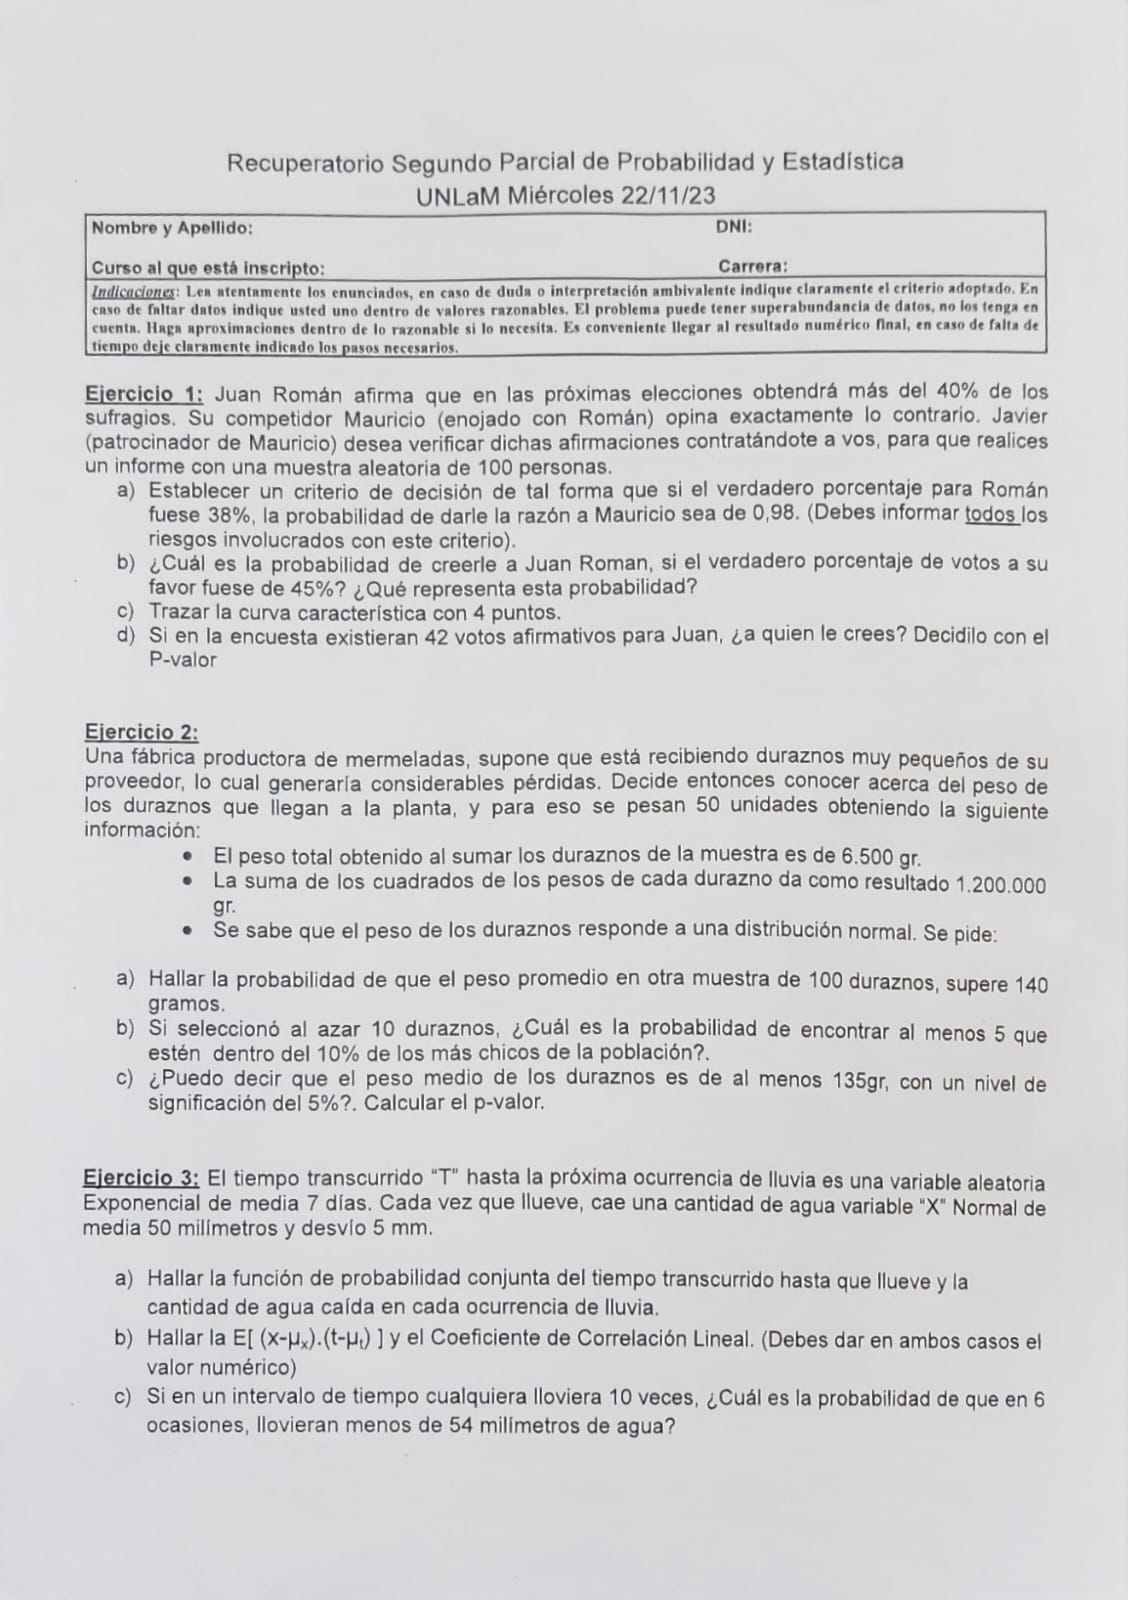 Recuperatorio Segundo Parcial de Probabilidad y Estadística
UNLaM Miércoles 22/11/23
Nombre y Apellido: DNI:
Curso al que está inscripto: Carrera:
Indicaciones: Lea atentamente los enunciados, en caso de duda o interpretación ambivalente indique claramente el criterio adoptado. En
caso de faltar datos indique usted uno dentro de valores razonables. El problema puede tener superabundancia de datos, no los tenga en
cuenta. Haga aproximaciones dentro de lo razonable si lo necesita. Es conveniente llegar al resultado numérico final, en caso de falta de
tiempo deje claramente indicado los pasos necesarios.
Ejercicio 1: Juan Román afirma que en las próximas elecciones obtendrá más del 40% de los
sufragios. Su competidor Mauricio (enojado con Román) opina exactamente lo contrario. Javier
(patrocinador de Mauricio) desea verificar dichas afirmaciones contratándote a vos, para que realices
un informe con una muestra aleatoria de 100 personas.
a) Establecer un criterio de decisión de tal forma que si el verdadero porcentaje para Román
fuese 38%, la probabilidad de darle la razón a Mauricio sea de 0,98. (Debes informar todos los
riesgos involucrados con este criterio).
b) ¿Cuál es la probabilidad de creerle a Juan Roman, si el verdadero porcentaje de votos a su
favor fuese de 45%? ¿Qué representa esta probabilidad?
c) Trazar la curva característica con 4 puntos.
d) Si en la encuesta existieran 42 votos afirmativos para Juan, ¿a quien le crees? Decidilo con el
P-valor
Ejercicio 2:
Una fábrica productora de mermeladas, supone que está recibiendo duraznos muy pequeños de su
proveedor, lo cual generaría considerables pérdidas. Decide entonces conocer acerca del peso de
los duraznos que llegan a la planta, y para eso se pesan 50 unidades obteniendo la siguiente
información:
• El peso total obtenido al sumar los duraznos de la muestra es de 6.500 gr.
• La suma de los cuadrados de los pesos de cada durazno da como resultado 1.200.000
gr.
• Se sabe que el peso de los duraznos responde a una distribución normal. Se pide:
a) Hallar la probabilidad de que el peso promedio en otra muestra de 100 duraznos, supere 140
gramos.
b) Si seleccionó al azar 10 duraznos, ¿Cuál es la probabilidad de encontrar al menos 5 que
estén dentro del 10% de los más chicos de la población?.
c) ¿Puedo decir que el peso medio de los duraznos es de al menos 135gr, con un nivel de
significación del 5%?. Calcular el p-valor.
Ejercicio 3: El tiempo transcurrido “T” hasta la próxima ocurrencia de lluvia es una variable aleatoria
Exponencial de media 7 días. Cada vez que llueve, cae una cantidad de agua variable “X” Normal de
media 50 milímetros y desvío 5 mm.
a) Hallar la función de probabilidad conjunta del tiempo transcurrido hasta que llueve y la
cantidad de agua caída en cada ocurrencia de lluvia.
b) Hallar la E[ (x-μx).(t-μt) ] y el Coeficiente de Correlación Lineal. (Debes dar en ambos casos el
valor numérico)
c) Si en un intervalo de tiempo cualquiera lloviera 10 veces, ¿Cuál es la probabilidad de que en 6
ocasiones, llovieran menos de 54 milímetros de agua?